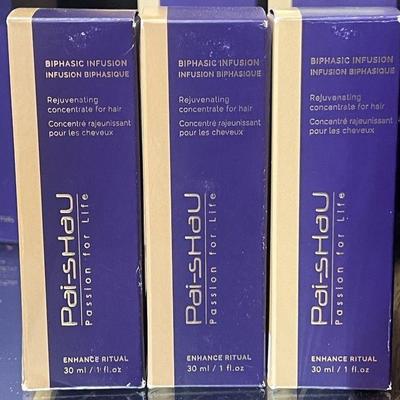 BIPHASIC INFUSION
INFUSION BIPHASIQUE
Rejuvenating
concentrate for hair
Concentré rajeunissant
pour les cheveux
Pai-SHaU
Passion for Life
ENHANCE RITUAL
30 ml / 1 fl.oz
BIPHASIC INFUSION
INFUSION BIPHASIQUE
Rejuvenating
concentrate for hair
Concentré rajeunissant
pour les cheveux
Pai-SHaU
Passion for Life
ENHANCE RITUAL
30 ml / 1 fl.oz
BIPHASIC INFUSION
INFUSION BIPHASIQUE
Rejuvenating
concentrate for hair
Concentré rajeunissant
pour les cheveux
Pai-SHaU
Passion for Life
ENHANCE RITUAL
30 ml / 1 fl.oz